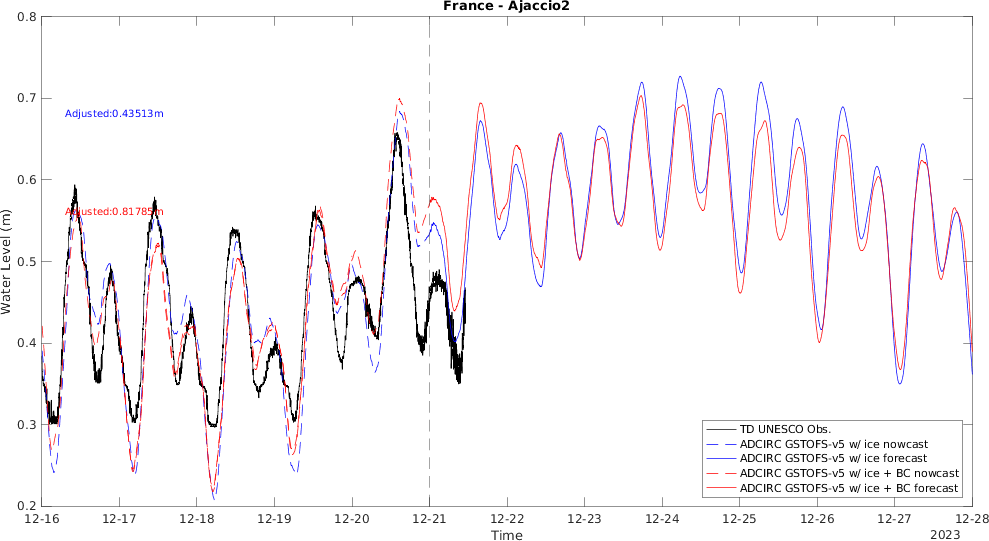 France - Ajaccio2
0.8
0.7
0.6
0.5
0.4
0.3
0.2
Water Level (m)
Adjusted:0.43513m
Adjusted:0.81785m
TD UNESCO Obs.
ADCIRC GSTOFS-v5 w/ ice nowcast
ADCIRC GSTOFS-v5 w/ ice forecast
ADCIRC GSTOFS-v5 w/ ice + BC nowcast
ADCIRC GSTOFS-v5 w/ ice + BC forecast
12-16 12-17 12-18 12-19 12-20 12-21 12-22 12-23 12-24 12-25 12-26 12-27 12-28
Time
2023